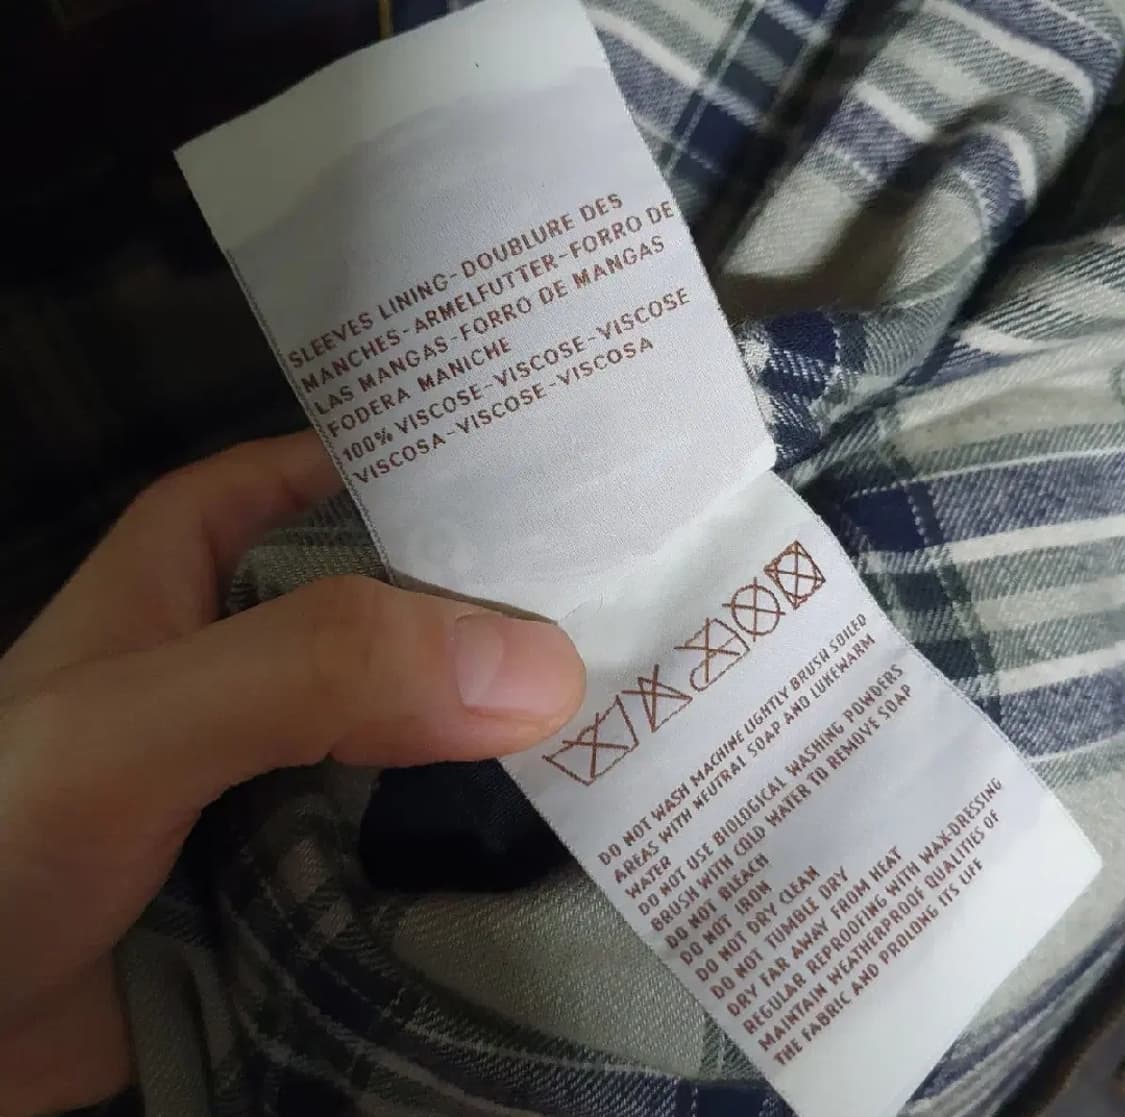 SLEEVES LINING-DOUBLURE DES
MANCHES-ARMELFUTTER-FORRO DE
LAS MANGAS-FORRO DE MANGAS
FODERA MANICHE
100% VISCOSE-VISCOSE-VISCOSE
VISCOSA-VISCOSE-VISCOSA
DO NOT WASH MACHINE LIGHTLY BRUSH SOILED
AREAS WITH NEUTRAL SOAP AND LUKEWARM
WATER
DO NOT USE BIOLOGICAL WASHING POWDERS
BRUSH WITH COLD WATER TO REMOVE SOAP
DO NOT BLEACH
DO NOT IRON
DO NOT DRY CLEAN
DO NOT TUMBLE DRY
DRY FAR AWAY FROM HEAT
REGULAR REPROOFING WITH WAX-DRESSING
MAINTAIN WEATHERPROOF QUALITIES OF
THE FABRIC AND PROLONG ITS LIFE